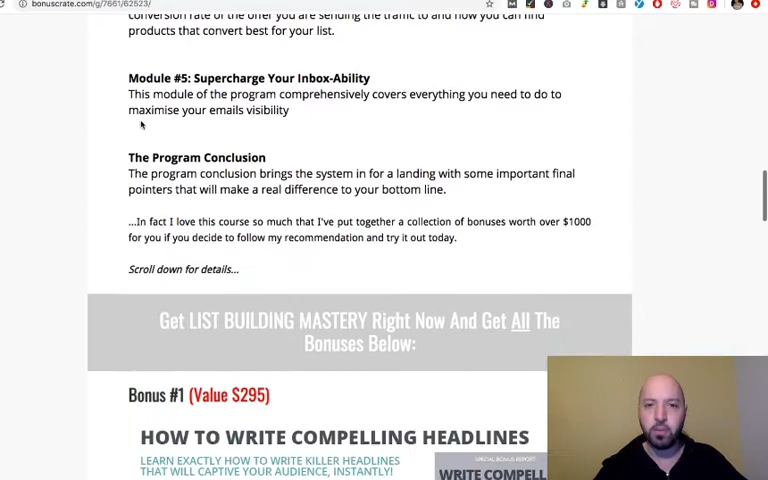 bonuscrate.com/g/7661/62523/
conversion rate of the offer you are sending the traffic to and how you can find
products that convert best for your list.
Module #5: Supercharge Your Inbox-Ability
This module of the program comprehensively covers everything you need to do to
maximise your emails visibility
The Program Conclusion
The program conclusion brings the system in for a landing with some important final
pointers that will make a real difference to your bottom line.
...In fact I love this course so much that I've put together a collection of bonuses worth over $1000
for you if you decide to follow my recommendation and try it out today.
Scroll down for details...
Get LIST BUILDING MASTERY Right Now And Get All The
Bonuses Below:
Bonus #1 (Value $295)
HOW TO WRITE COMPELLING HEADLINES
LEARN EXACTLY HOW TO WRITE KILLER HEADLINES
THAT WILL CAPTIVE YOUR AUDIENCE, INSTANTLY!
SPECIAL BONUS REPORT
WRITE COMPELL